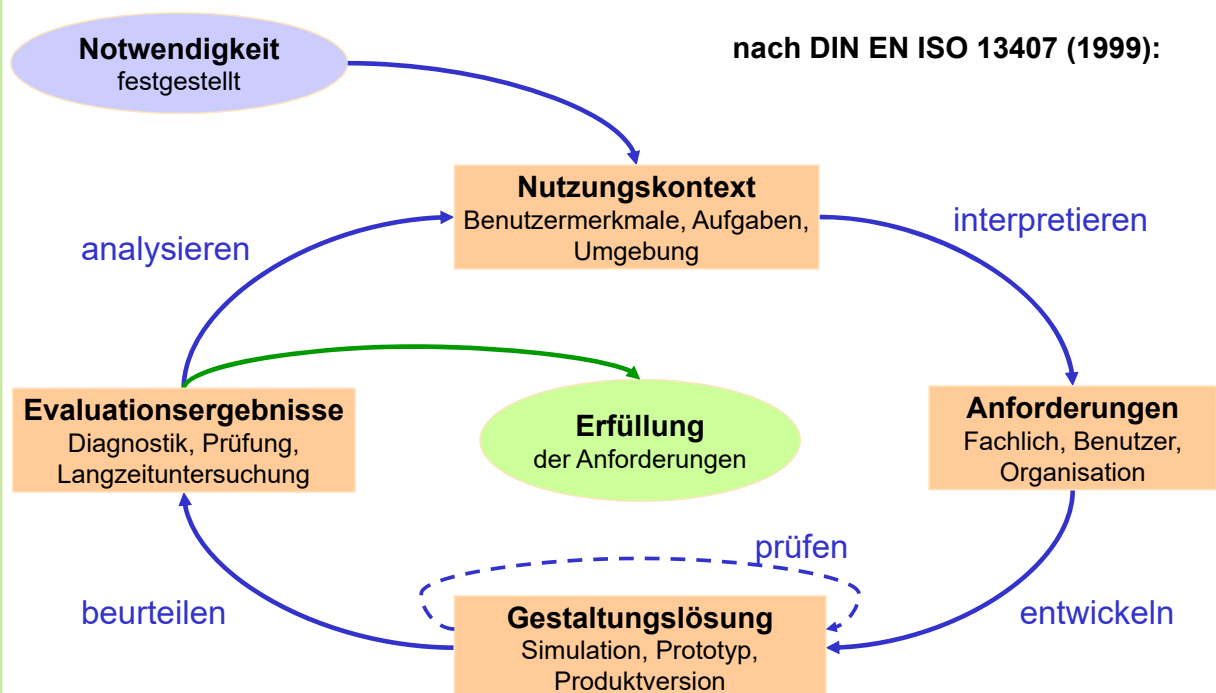 Notwendigkeit
festgestellt
nach DIN EN ISO 13407 (1999):
Nutzungskontext
Benutzermerkmale, Aufgaben,
Umgebung
analysieren
interpretieren
Evaluationsergebnisse
Diagnostik, Prüfung,
Langzeituntersuchung
Erfüllung
der Anforderungen
Anforderungen
Fachlich, Benutzer,
Organisation
prüfen
beurteilen
entwickeln
Gestaltungslösung
Simulation, Prototyp,
Produktversion